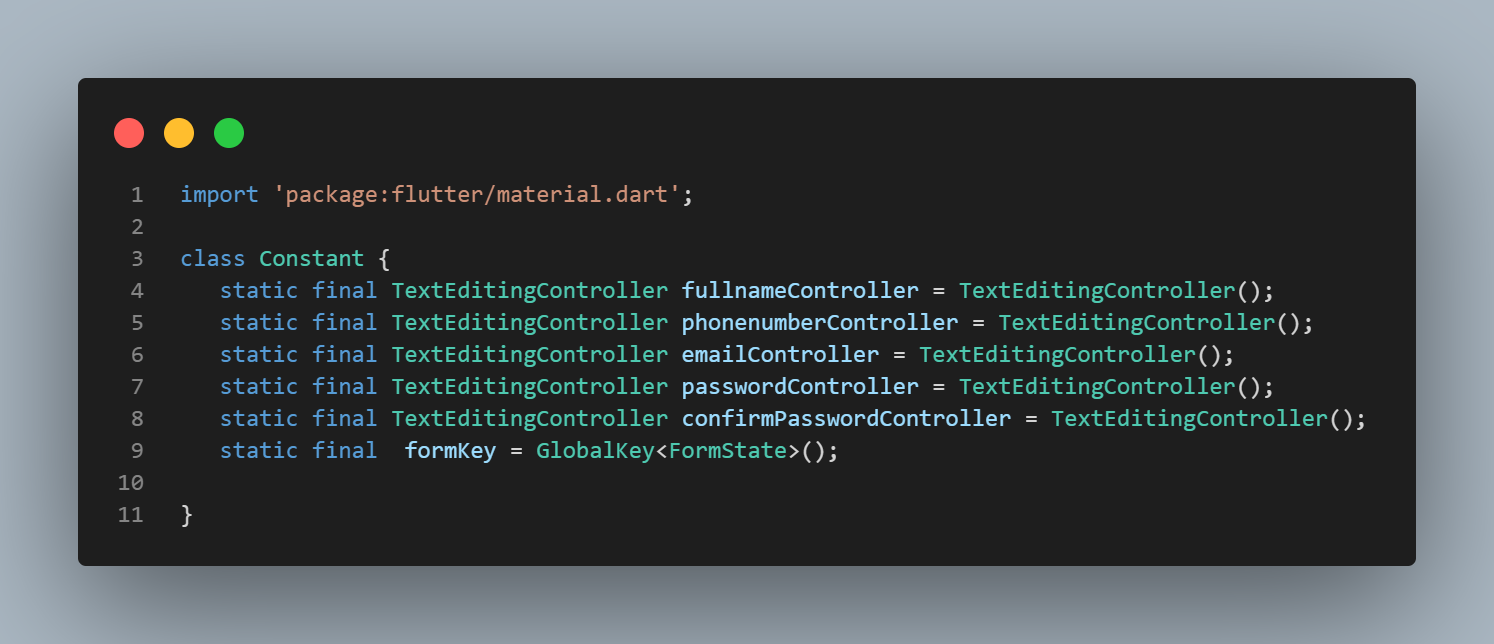 1 import 'package:flutter/material.dart';
2
3 class Constant {
4 static final TextEditingController fullnameController = TextEditingController();
5 static final TextEditingController phonenumberController = TextEditingController();
6 static final TextEditingController emailController = TextEditingController();
7 static final TextEditingController passwordController = TextEditingController();
8 static final TextEditingController confirmPasswordController = TextEditingController();
9 static final  formKey = GlobalKey<FormState>();
10
11 }